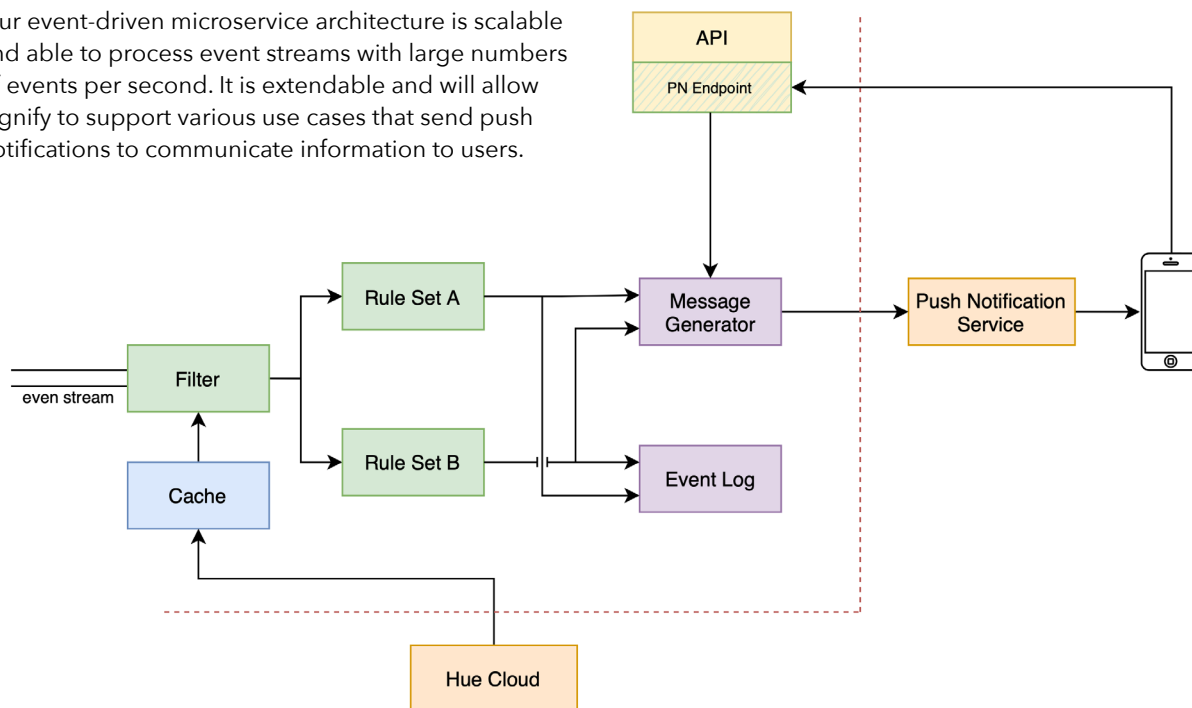 ur event-driven microservice architecture is scalable
nd able to process event streams with large numbers
f events per second. It is extendable and will allow
ignify to support various use cases that send push
otifications to communicate information to users.
API
PN Endpoint
Rule Set A
Message
Generator
Push Notification
Service
Filter
even stream
Rule Set B
Event Log
Cache
Hue Cloud